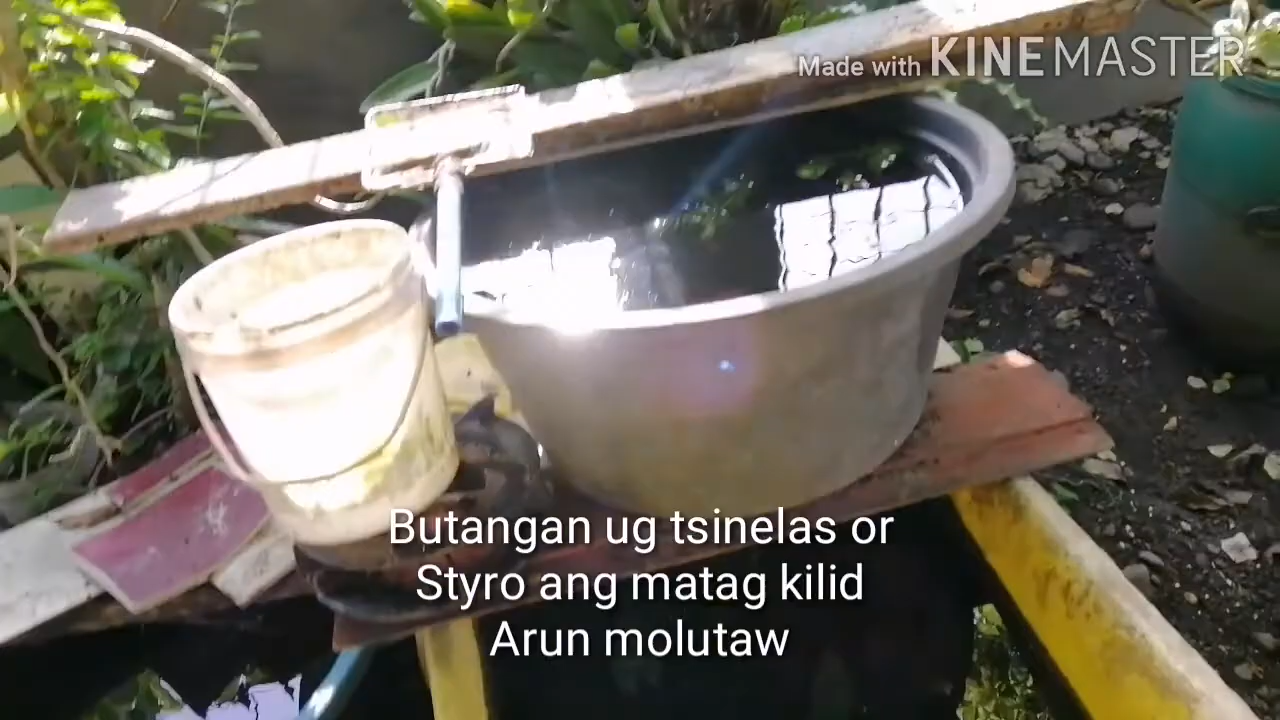 Made with KINEMASTER
Butangan ug tsinelas or
Styro ang matag kilid
Arun molutaw